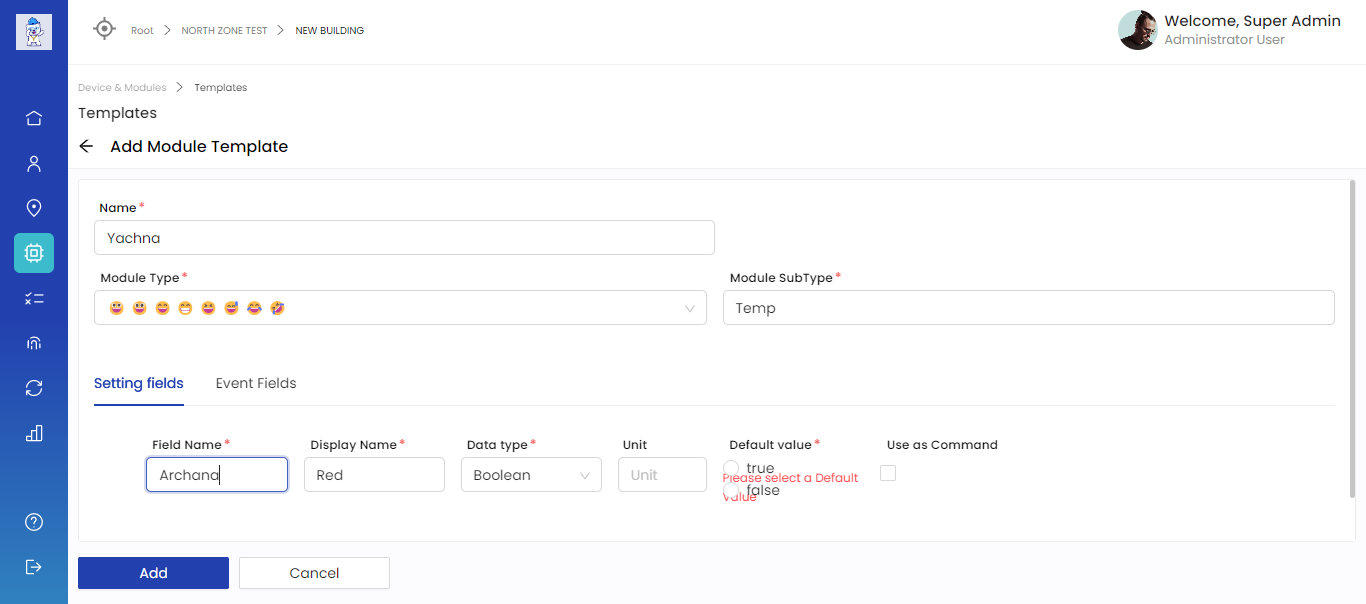 Root > NORTH ZONE TEST > NEW BUILDING
Welcome, Super Admin
Administrator User
Device & Modules > Templates
Templates
← Add Module Template
Name *
Yachna
Module Type * Module SubType *
😀 😃 😄 😁 😆 😅 😂 🤣 Temp
Setting fields Event Fields
Field Name * Display Name * Data type * Unit Default value * Use as Command
Archana Red Boolean Unit
true
Please select a Default
false
value
Add Cancel